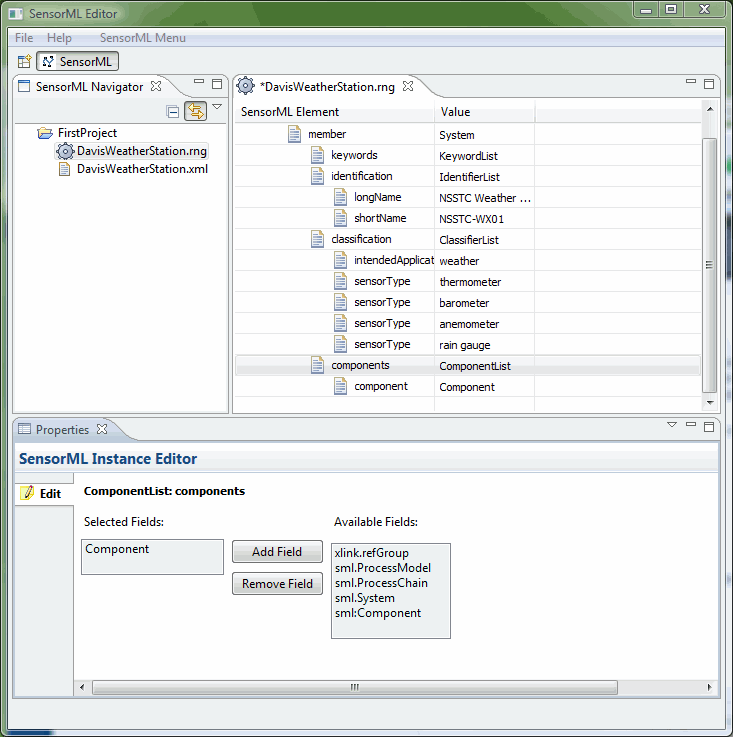 SensorML Editor
File Help SensorML Menu
SensorML
SensorML Navigator
FirstProject
DavisWeatherStation.rng
DavisWeatherStation.xml
*DavisWeatherStation.rng
SensorML Element Value
member System
keywords KeywordList
identification IdentifierList
longName NSSTC Weather ...
shortName NSSTC-WX01
classification ClassifierList
intendedApplicat weather
sensorType thermometer
sensorType barometer
sensorType anemometer
sensorType rain gauge
components ComponentList
component Component
Properties
SensorML Instance Editor
Edit
ComponentList: components
Selected Fields: Available Fields:
Component
Add Field
Remove Field
xlink.refGroup
sml.ProcessModel
sml.ProcessChain
sml.System
sml:Component